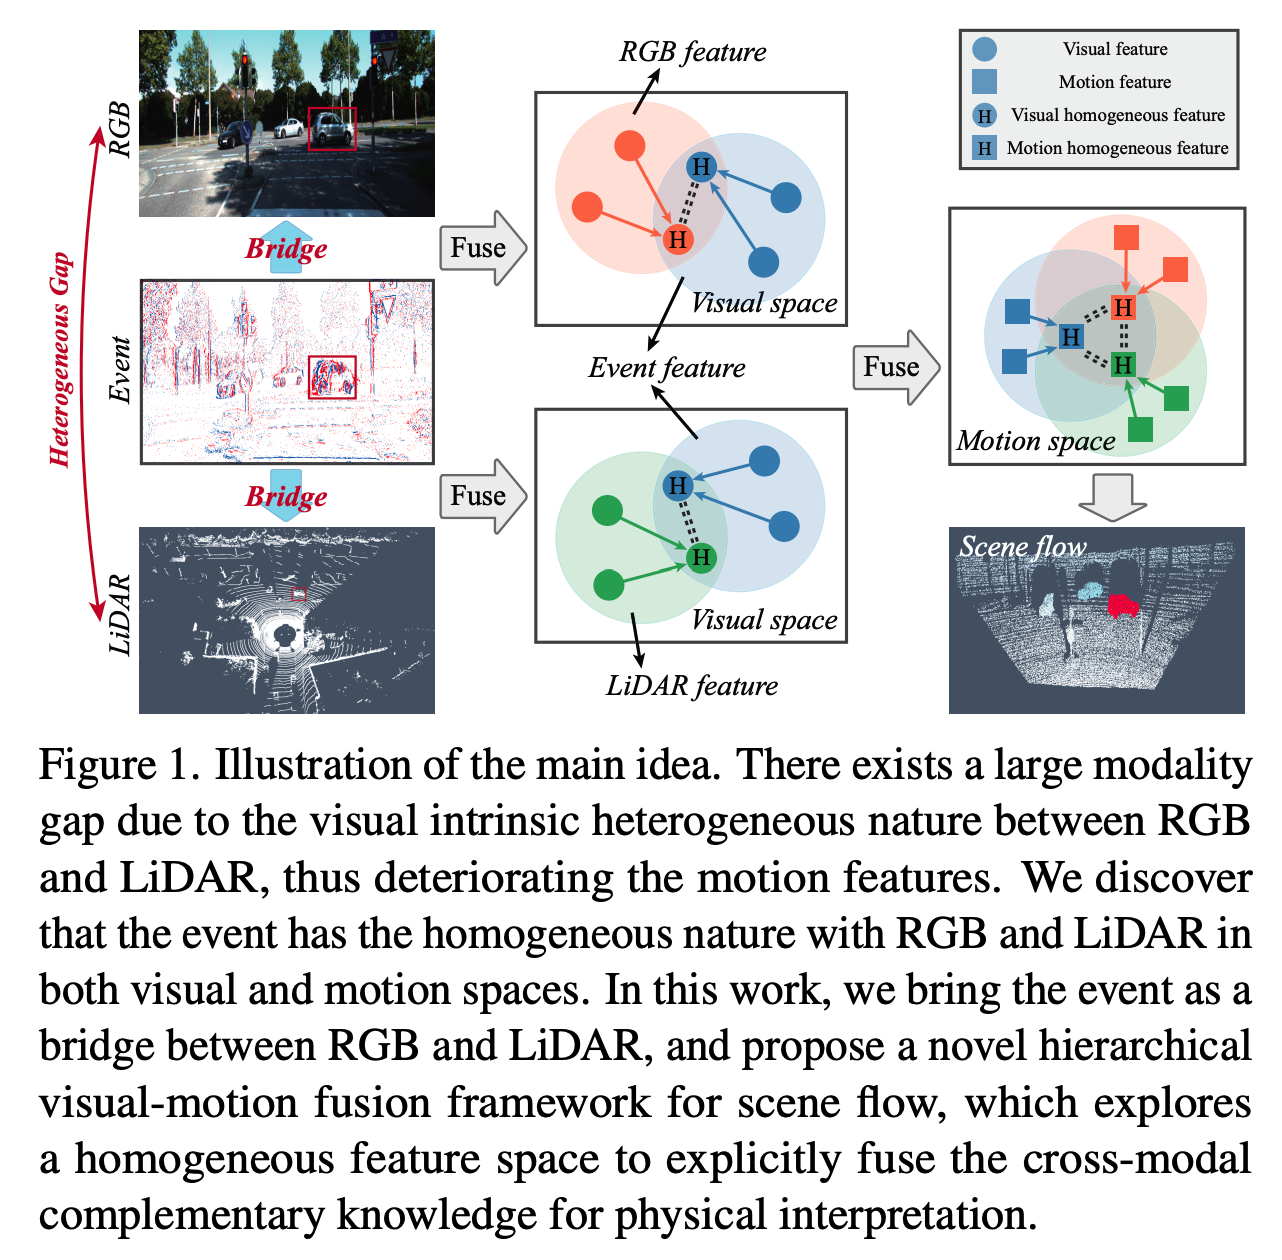 RGB feature
Visual feature
Motion feature
H Visual homogeneous feature
H Motion homogeneous feature
RGB
H
H
Fuse
Bridge
Visual space
Heterogeneous Gap
Event
Event feature
Fuse
H
H
H
Motion space
Bridge
Fuse
H
H
Visual space
LiDAR
LiDAR feature
Scene flow
Figure 1. Illustration of the main idea. There exists a large modality
gap due to the visual intrinsic heterogeneous nature between RGB
and LiDAR, thus deteriorating the motion features. We discover
that the event has the homogeneous nature with RGB and LiDAR in
both visual and motion spaces. In this work, we bring the event as a
bridge between RGB and LiDAR, and propose a novel hierarchical
visual-motion fusion framework for scene flow, which explores
a homogeneous feature space to explicitly fuse the cross-modal
complementary knowledge for physical interpretation.